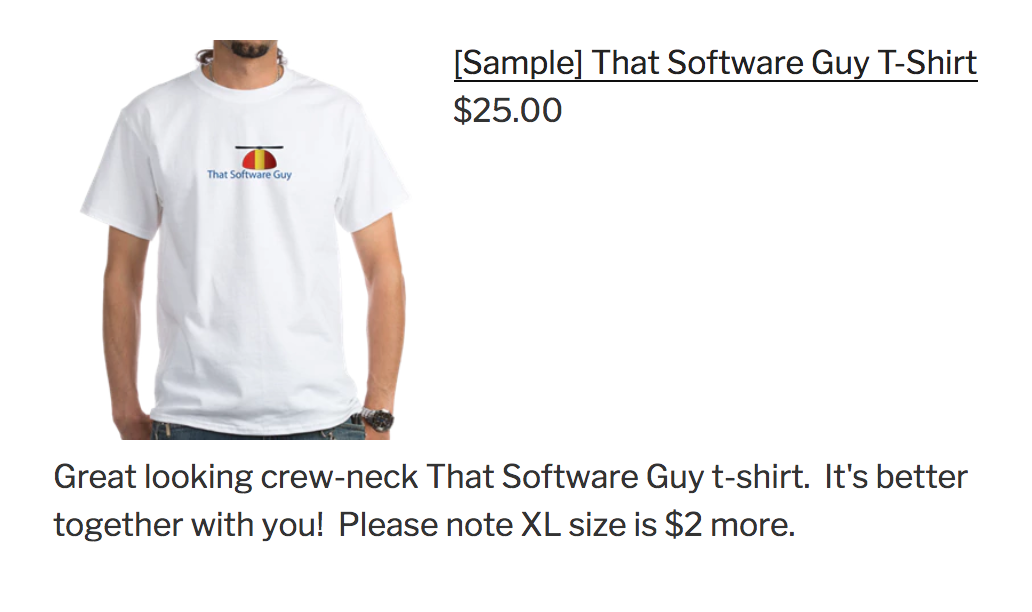 [Sample] That Software Guy T-Shirt
$25.00
That Software Guy
Great looking crew-neck That Software Guy t-shirt.  It's better
together with you!  Please note XL size is $2 more.